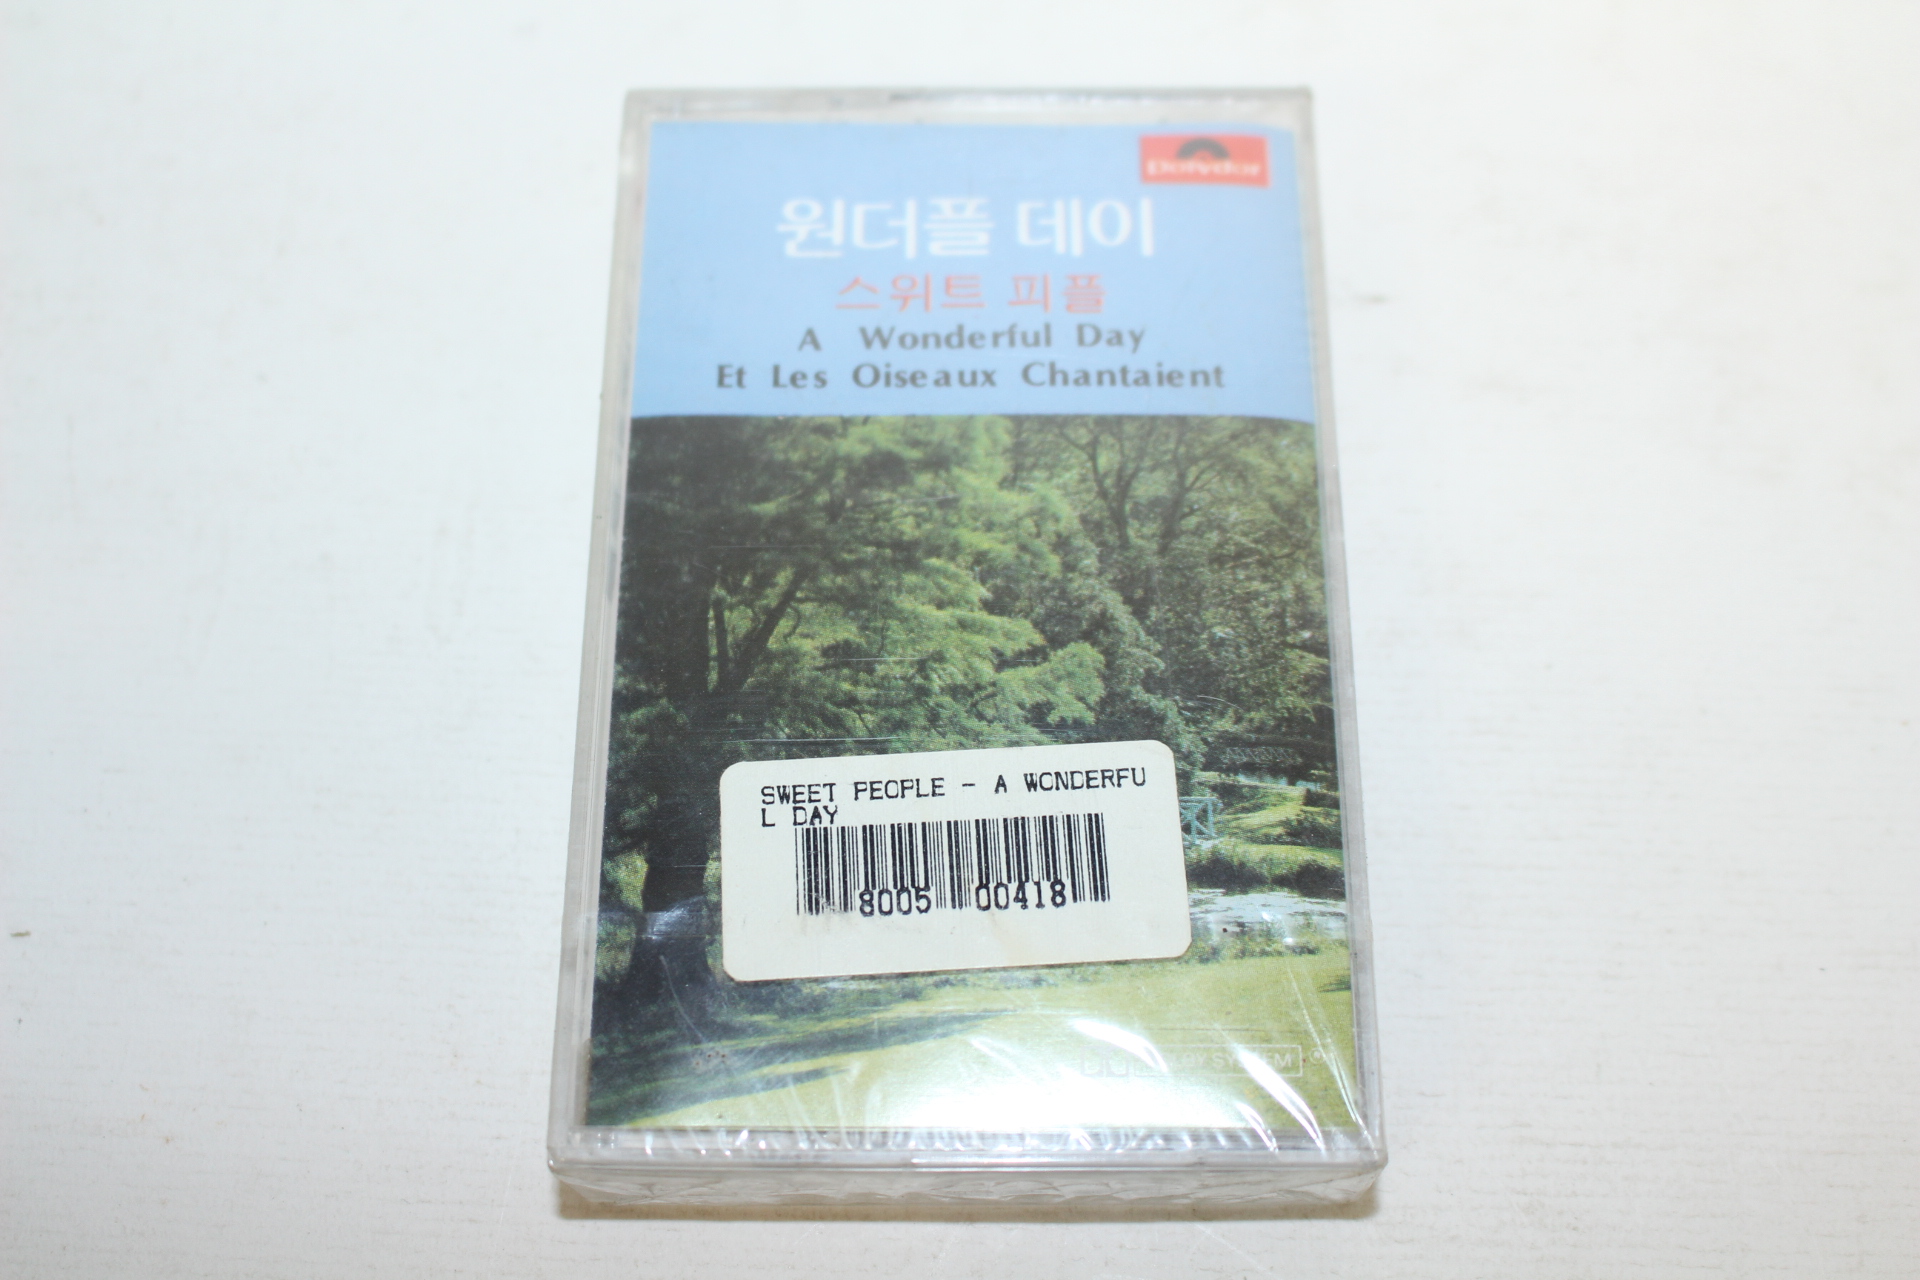 polydor
원더플 데이
스위트 피플
A Wonderful Day
Et Les Oiseaux Chantaient
SWEET PEOPLE - A WONDERFU
L DAY
8005 00418
SYSTEM